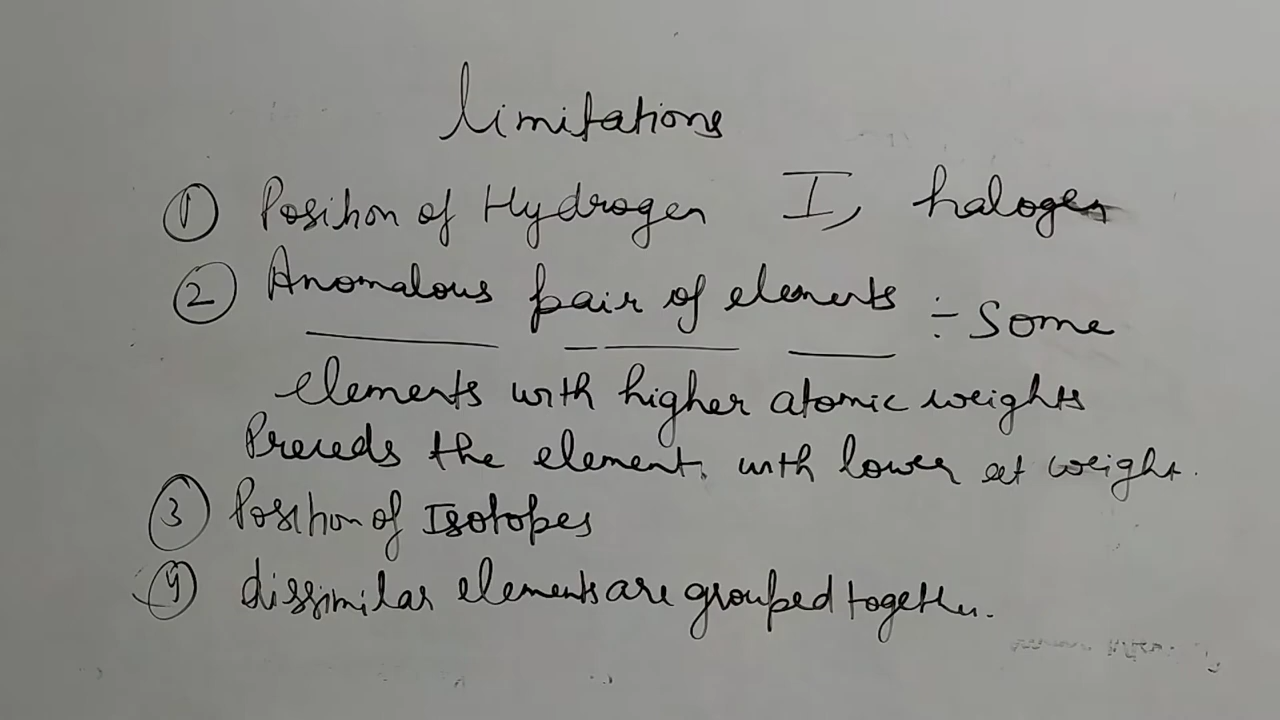 limitations
① Position of Hydrogen I, halogen
② Anomalous pair of elements ÷ Some
elements with higher atomic weights
Preceds the element. with lower at weight.
③ Position of Isotopes
④ dissimilar elements are grouped together.